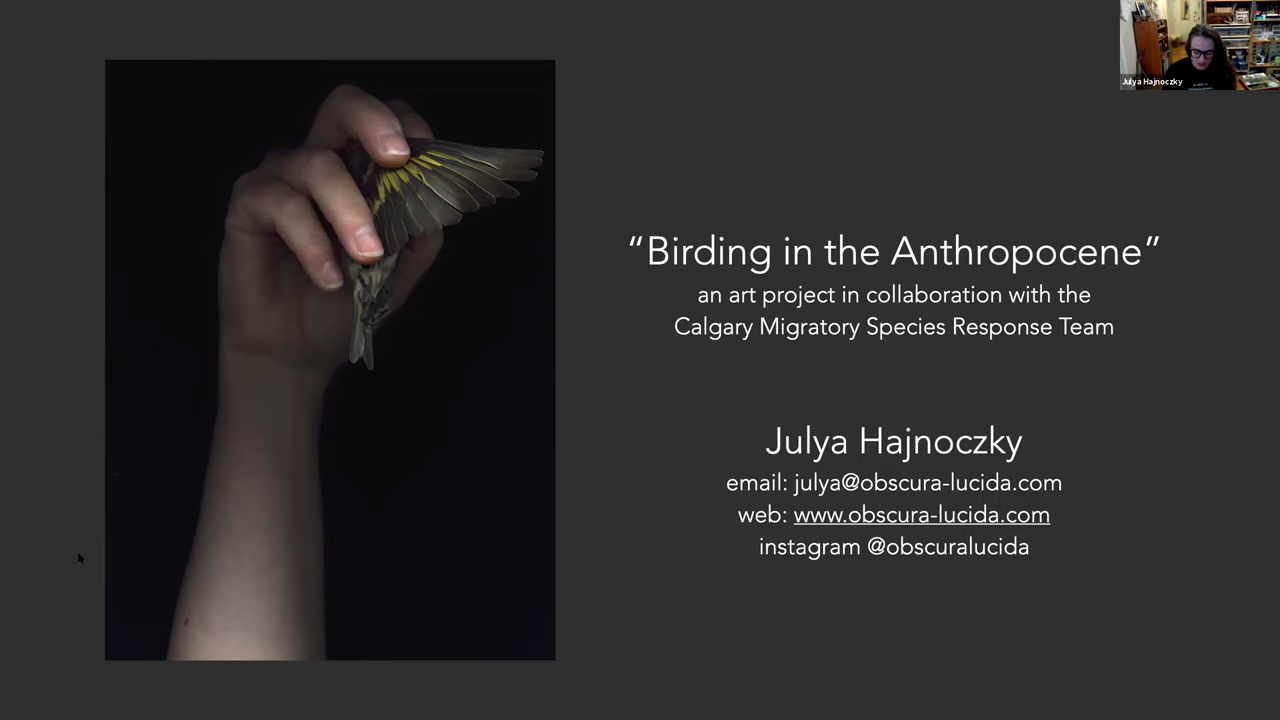 Julya Hajnoczky
“Birding in the Anthropocene”
an art project in collaboration with the
Calgary Migratory Species Response Team
Julya Hajnoczky
email: julya@obscura-lucida.com
web: www.obscura-lucida.com
instagram @obscuralucida